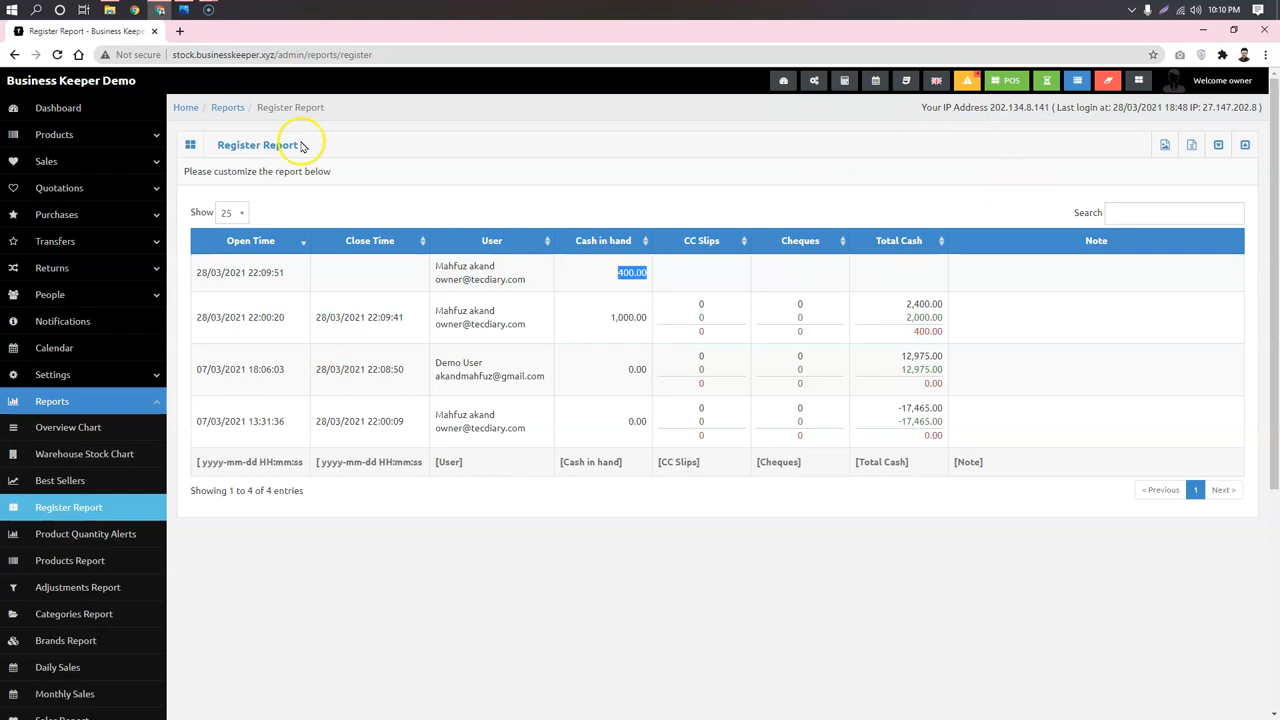 10:10 PM
Register Report - Business Keepe
Not secure
stock.businesskeeper.xyz/admin/reports/register
Business Keeper Demo
POS
Welcome owner
Dashboard
Products
Sales
Quotations
Purchases
Transfers
Returns
People
Notifications
Calendar
Settings
Reports
Overview Chart
Warehouse Stock Chart
Best Sellers
Register Report
Product Quantity Alerts
Products Report
Adjustments Report
Categories Report
Brands Report
Daily Sales
Monthly Sales
Home / Reports / Register Report
Your IP Address 202.134.8.141 ( Last login at: 28/03/2021 18:48 IP: 27.147.202.8 )
Register Report
Please customize the report below
Show 25
Search
Open Time Close Time User Cash in hand CC Slips Cheques Total Cash Note
28/03/2021 22:09:51 Mahfuz akand 400.00
owner@tecdiary.com
28/03/2021 22:00:20 28/03/2021 22:09:41 Mahfuz akand 1,000.00 0 0 2,400.00
owner@tecdiary.com 0 0 2,000.00
0 0 400.00
07/03/2021 18:06:03 28/03/2021 22:08:50 Demo User 0.00 0 0 12,975.00
akandmahfuz@gmail.com 0 0 12,975.00
0 0 0.00
07/03/2021 13:31:36 28/03/2021 22:00:09 Mahfuz akand 0.00 0 0 -17,465.00
owner@tecdiary.com 0 0 -17,465.00
0 0 0.00
[ yyyy-mm-dd HH:mm:ss [ yyyy-mm-dd HH:mm:ss [User] [Cash in hand] [CC Slips] [Cheques] [Total Cash] [Note]
Showing 1 to 4 of 4 entries
< Previous 1 Next >